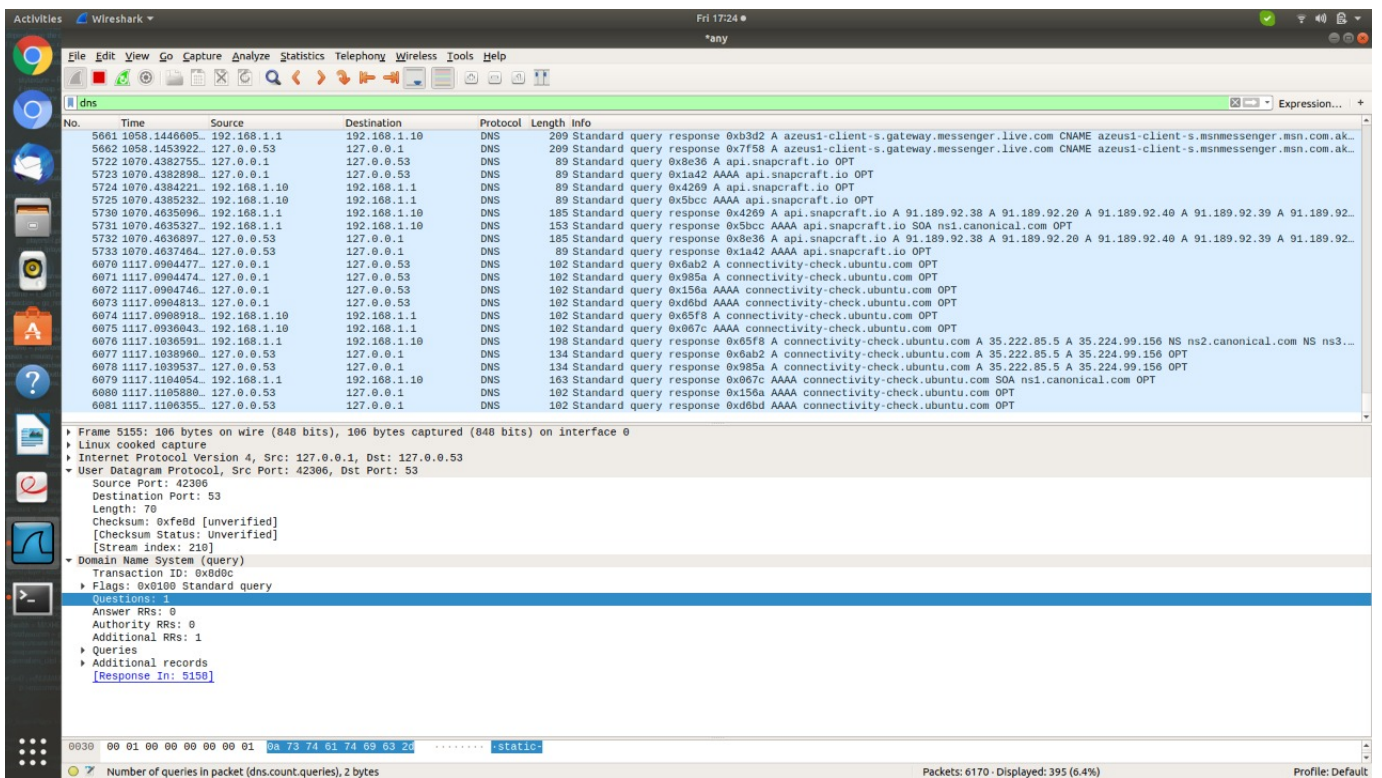 Activities Wireshark Fri 17:24
*any
File Edit View Go Capture Analyze Statistics Telephony Wireless Tools Help
dns Expression… +
No. Time Source Destination Protocol Length Info
5661 1058.1446605… 192.168.1.1 192.168.1.10 DNS 209 Standard query response 0xb3d2 A azeus1-client-s.gateway.messenger.live.com CNAME azeus1-client-s.msnmessenger.msn.com.ak…
5662 1058.1453922… 127.0.0.53 127.0.0.1 DNS 209 Standard query response 0x7f58 A azeus1-client-s.gateway.messenger.live.com CNAME azeus1-client-s.msnmessenger.msn.com.ak…
5722 1070.4382755… 127.0.0.1 127.0.0.53 DNS 89 Standard query 0x8e36 A api.snapcraft.io OPT
5723 1070.4382898… 127.0.0.1 127.0.0.53 DNS 89 Standard query 0x1a42 AAAA api.snapcraft.io OPT
5724 1070.4384221… 192.168.1.10 192.168.1.1 DNS 89 Standard query 0x4269 A api.snapcraft.io OPT
5725 1070.4385232… 192.168.1.10 192.168.1.1 DNS 89 Standard query 0x5bcc AAAA api.snapcraft.io OPT
5730 1070.4635096… 192.168.1.1 192.168.1.10 DNS 185 Standard query response 0x4269 A api.snapcraft.io A 91.189.92.38 A 91.189.92.20 A 91.189.92.40 A 91.189.92.39 A 91.189.92…
5731 1070.4635327… 192.168.1.1 192.168.1.10 DNS 153 Standard query response 0x5bcc AAAA api.snapcraft.io SOA ns1.canonical.com OPT
5732 1070.4636897… 127.0.0.53 127.0.0.1 DNS 185 Standard query response 0x8e36 A api.snapcraft.io A 91.189.92.38 A 91.189.92.20 A 91.189.92.40 A 91.189.92.39 A 91.189.92…
5733 1070.4637464… 127.0.0.53 127.0.0.1 DNS 89 Standard query response 0x1a42 AAAA api.snapcraft.io OPT
6070 1117.0904477… 127.0.0.1 127.0.0.53 DNS 102 Standard query 0x6ab2 A connectivity-check.ubuntu.com OPT
6071 1117.0904474… 127.0.0.1 127.0.0.53 DNS 102 Standard query 0x985a A connectivity-check.ubuntu.com OPT
6072 1117.0904746… 127.0.0.1 127.0.0.53 DNS 102 Standard query 0x156a AAAA connectivity-check.ubuntu.com OPT
6073 1117.0904813… 127.0.0.1 127.0.0.53 DNS 102 Standard query 0xd6bd AAAA connectivity-check.ubuntu.com OPT
6074 1117.0908918… 192.168.1.10 192.168.1.1 DNS 102 Standard query 0x65f8 A connectivity-check.ubuntu.com OPT
6075 1117.0936043… 192.168.1.10 192.168.1.1 DNS 102 Standard query 0x067c AAAA connectivity-check.ubuntu.com OPT
6076 1117.1036591… 192.168.1.1 192.168.1.10 DNS 198 Standard query response 0x65f8 A connectivity-check.ubuntu.com A 35.222.85.5 A 35.224.99.156 NS ns2.canonical.com NS ns3.…
6077 1117.1038960… 127.0.0.53 127.0.0.1 DNS 134 Standard query response 0x6ab2 A connectivity-check.ubuntu.com A 35.222.85.5 A 35.224.99.156 OPT
6078 1117.1039537… 127.0.0.53 127.0.0.1 DNS 134 Standard query response 0x985a A connectivity-check.ubuntu.com A 35.222.85.5 A 35.224.99.156 OPT
6079 1117.1104054… 192.168.1.1 192.168.1.10 DNS 163 Standard query response 0x067c AAAA connectivity-check.ubuntu.com SOA ns1.canonical.com OPT
6080 1117.1105880… 127.0.0.53 127.0.0.1 DNS 102 Standard query response 0x156a AAAA connectivity-check.ubuntu.com OPT
6081 1117.1106355… 127.0.0.53 127.0.0.1 DNS 102 Standard query response 0xd6bd AAAA connectivity-check.ubuntu.com OPT
Frame 5155: 106 bytes on wire (848 bits), 106 bytes captured (848 bits) on interface 0
Linux cooked capture
Internet Protocol Version 4, Src: 127.0.0.1, Dst: 127.0.0.53
User Datagram Protocol, Src Port: 42306, Dst Port: 53
Source Port: 42306
Destination Port: 53
Length: 70
Checksum: 0xfe8d [unverified]
[Checksum Status: Unverified]
[Stream index: 210]
Domain Name System (query)
Transaction ID: 0x8d0c
Flags: 0x0100 Standard query
Questions: 1
Answer RRs: 0
Authority RRs: 0
Additional RRs: 1
Queries
Additional records
[Response In: 5158]
0030 00 01 00 00 00 00 00 01 0a 73 74 61 74 69 63 2d ········ ·static-
Number of queries in packet (dns.count.queries), 2 bytes Packets: 6170 · Displayed: 395 (6.4%) Profile: Default